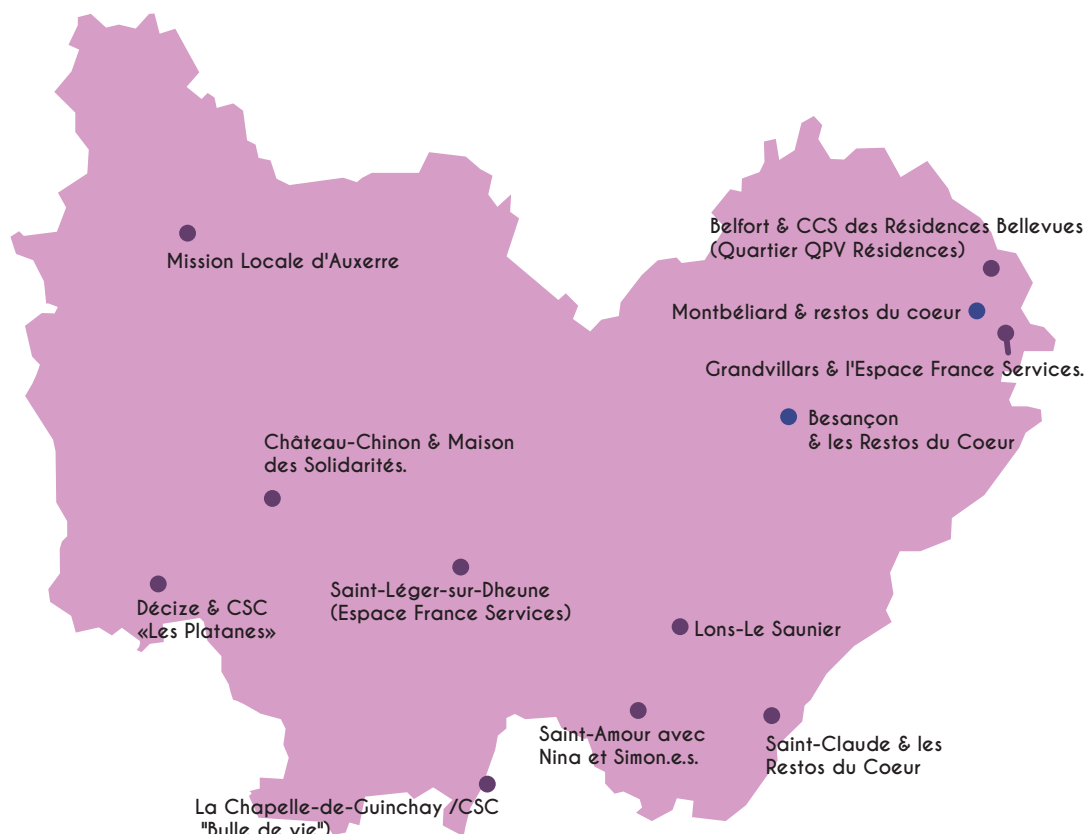 Belfort & CCS des Résidences Bellevues
(Quartier QPV Résidences)
Mission Locale d'Auxerre
Montbéliard & restos du coeur
Grandvillars & l'Espace France Services.
Besançon
& les Restos du Coeur
Château-Chinon & Maison
des Solidarités.
Saint-Léger-sur-Dheune
(Espace France Services)
Décize & CSC
«Les Platanes»
Lons-Le Saunier
Saint-Amour avec
Nina et Simon.e.s.
Saint-Claude & les
Restos du Coeur
La Chapelle-de-Guinchay /CSC
"Bulle de vie")